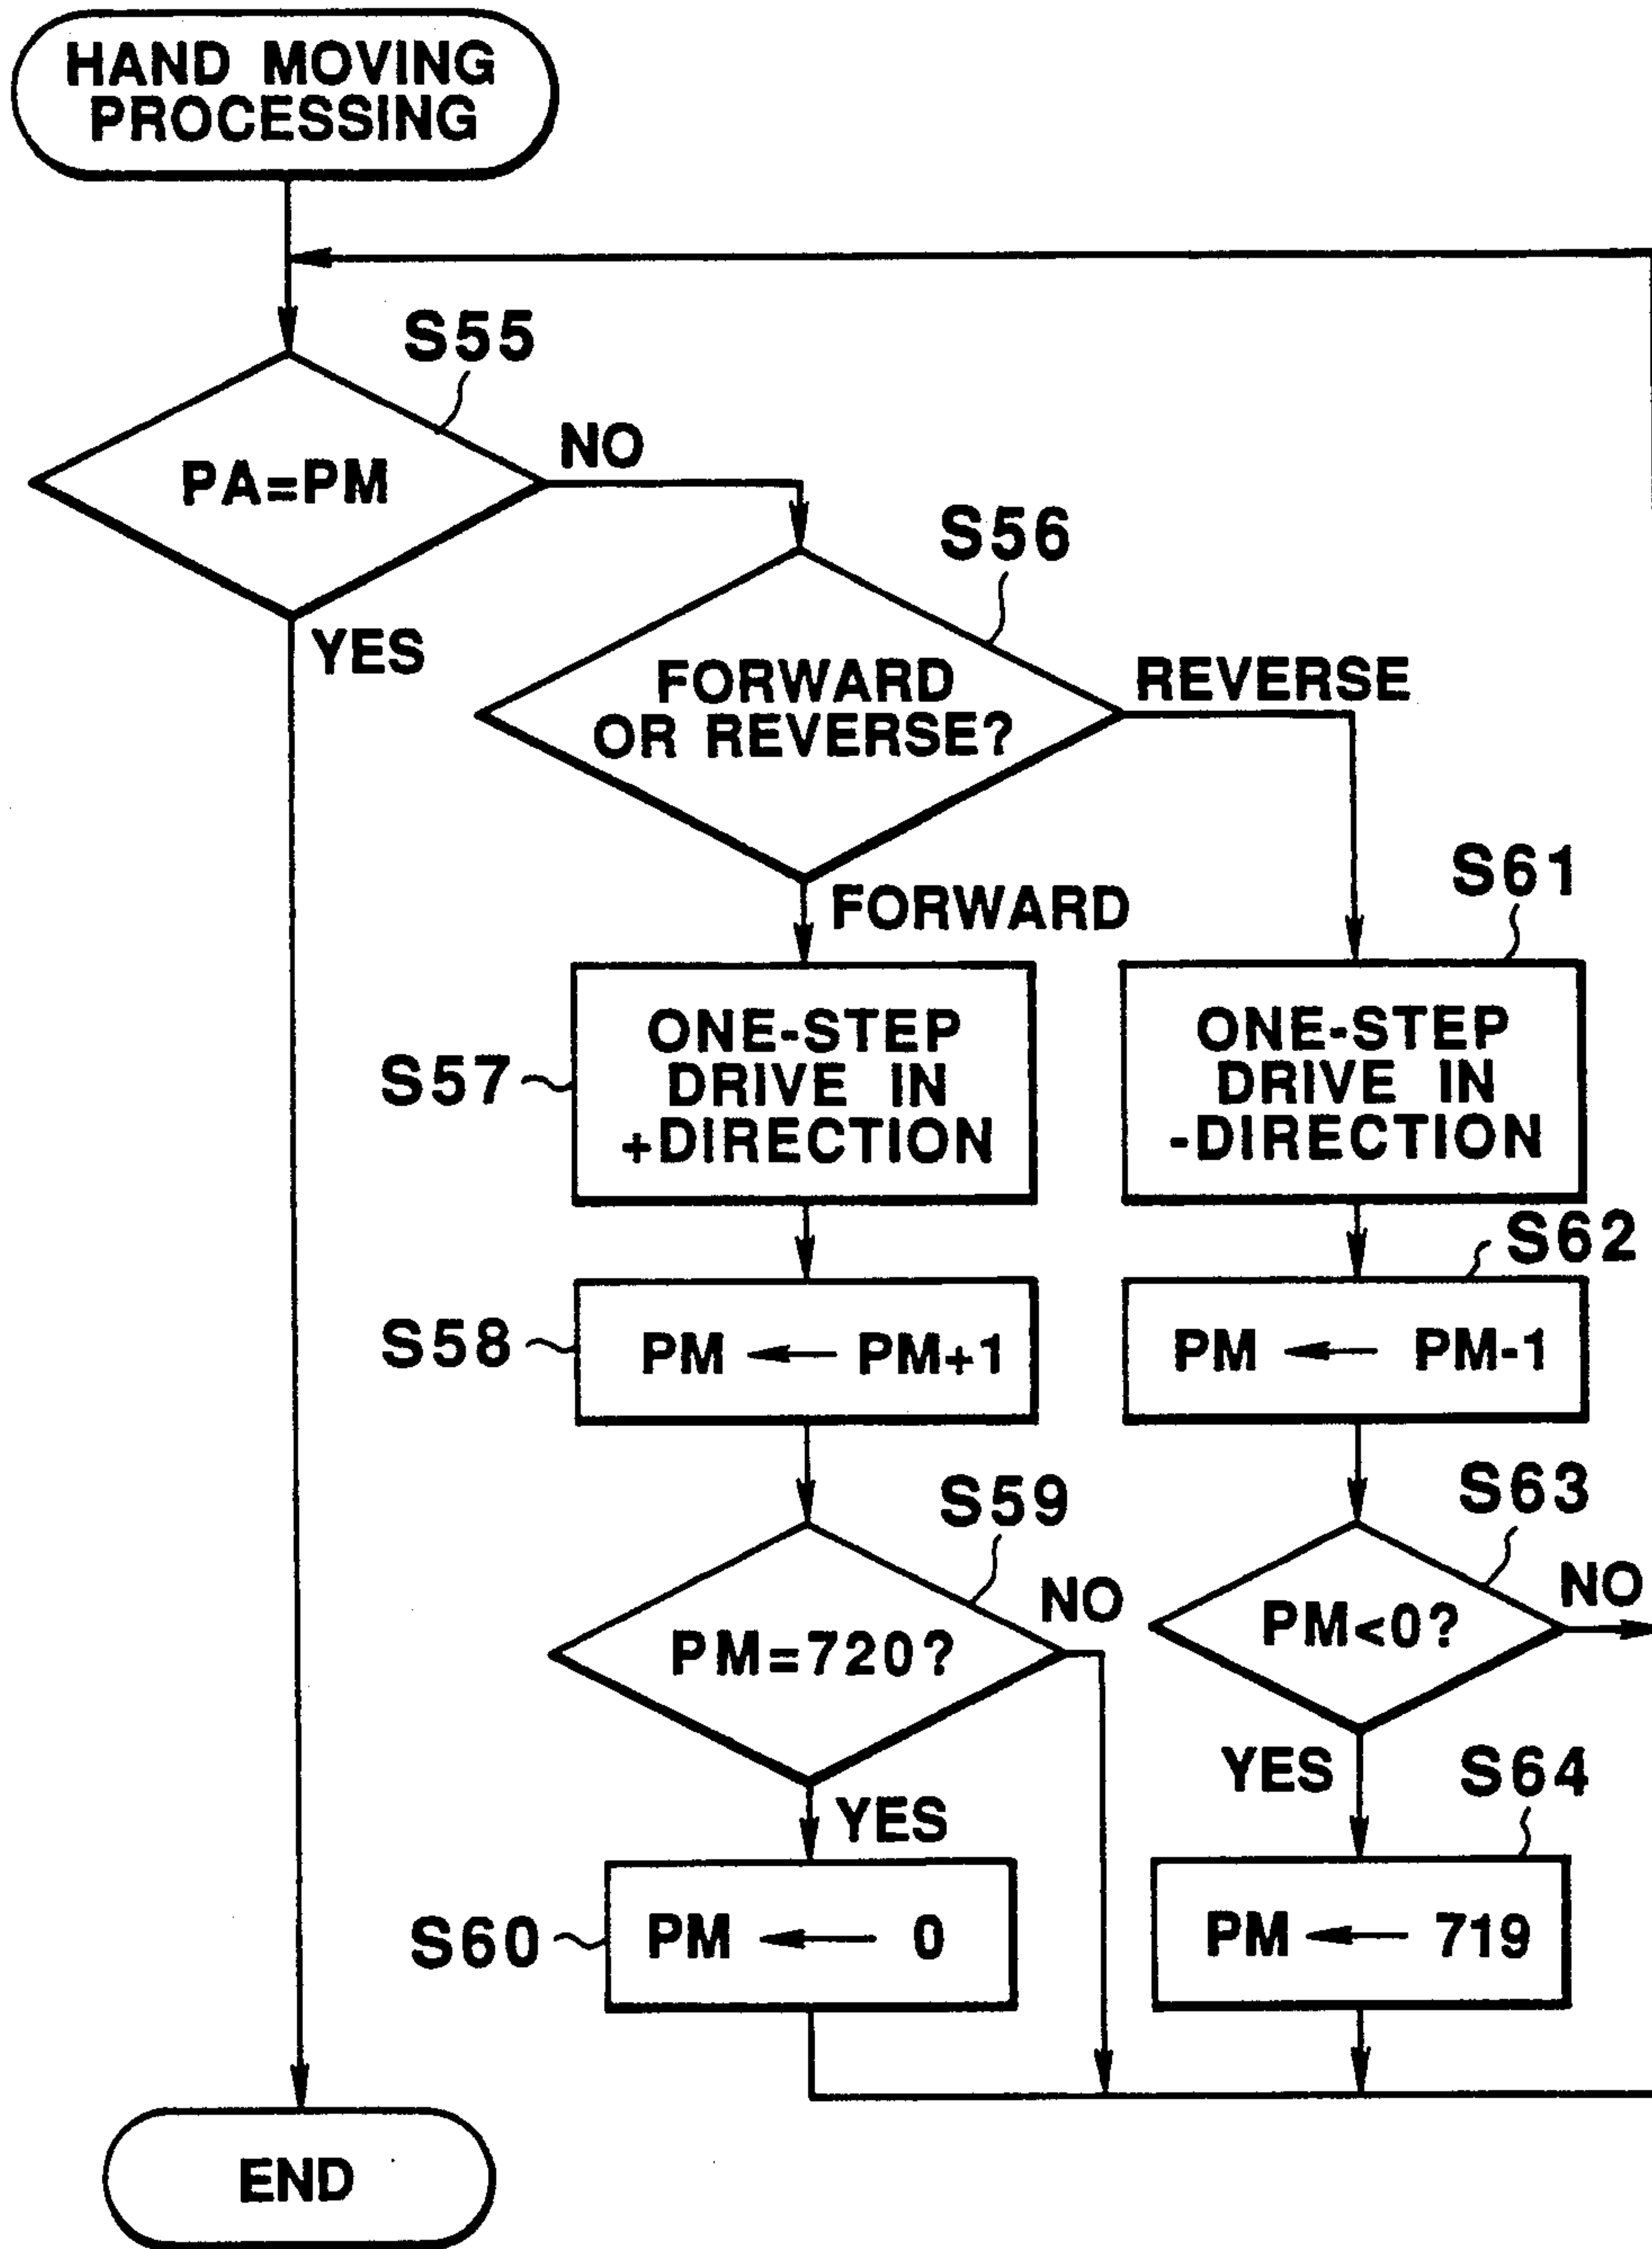 HAND MOVING
PROCESSING
S55
PA=PM
NO
YES
S56
FORWARD
OR REVERSE?
REVERSE
FORWARD
S61
S57
ONE-STEP
DRIVE IN
+DIRECTION
ONE-STEP
DRIVE IN
-DIRECTION
S62
S58
PM ← PM+1
PM ← PM-1
S59
S63
PM=720?
NO
PM<0?
NO
YES
YES
S64
S60
PM ← 0
PM ← 719
END